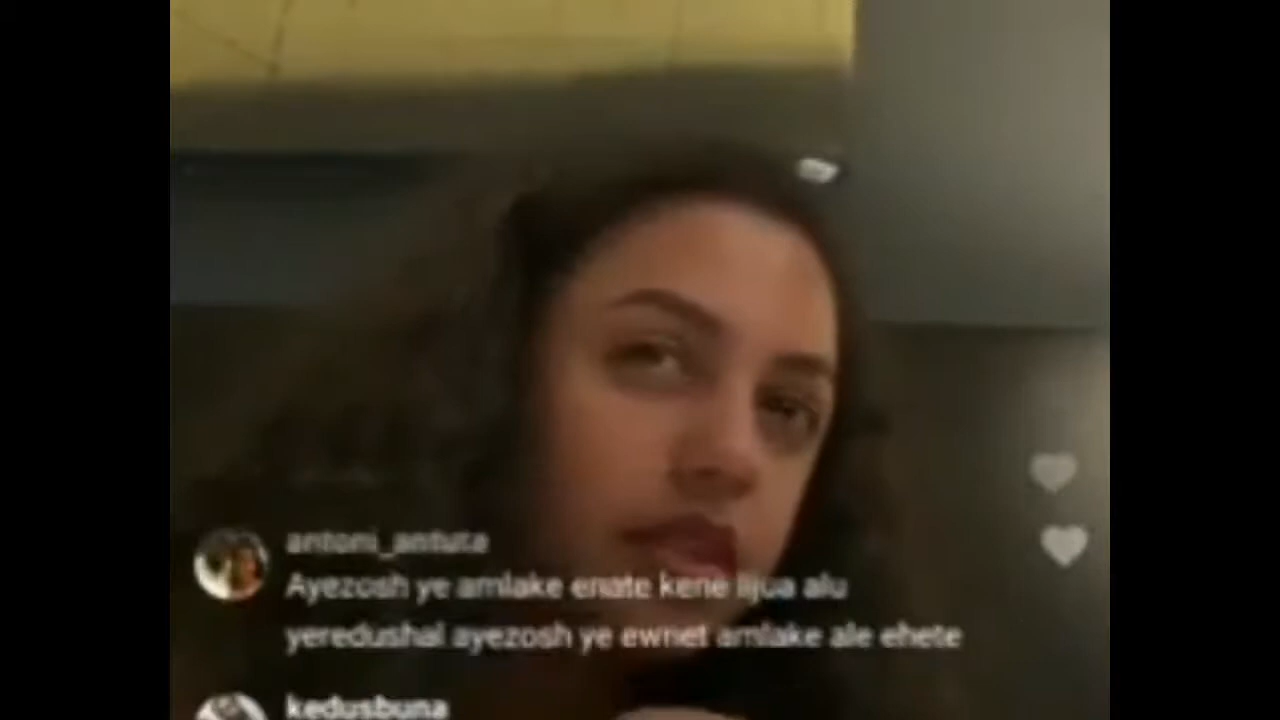 antoni_antuta
Ayezosh ye amlake enate kene lijua alu
yeredushal ayezosh ye ewnet amlake ale ehete
kedusbuna